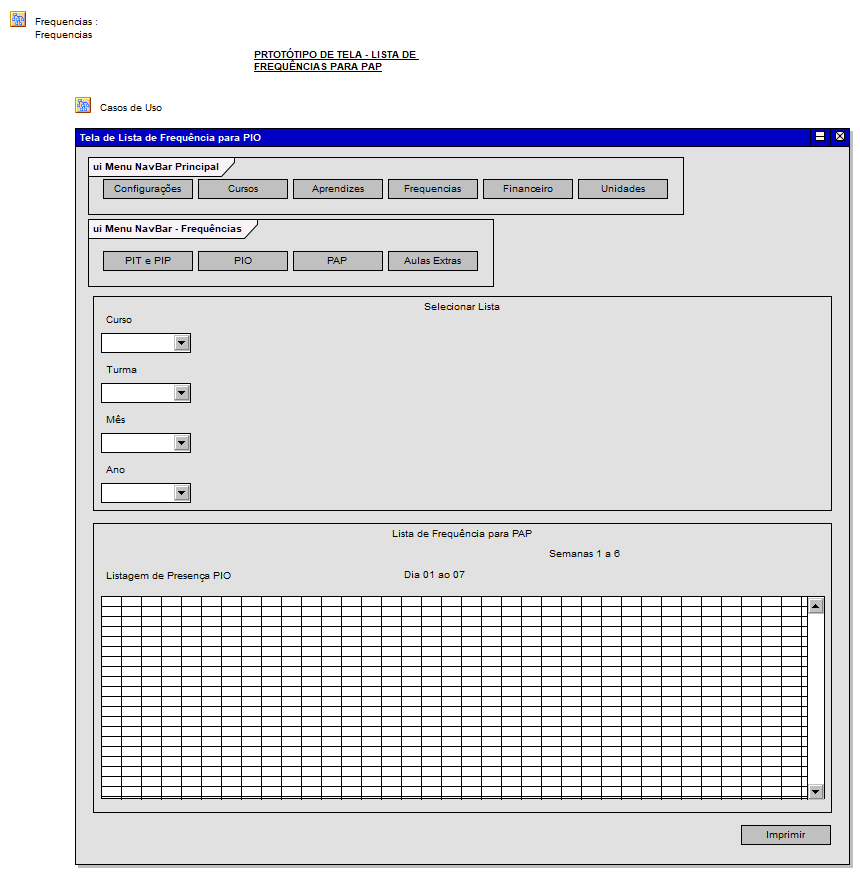 Frequencias :
Frequencias
PRTOTÓTIPO DE TELA - LISTA DE
FREQUÊNCIAS PARA PAP
Casos de Uso
Tela de Lista de Frequência para PIO
ui Menu NavBar Principal
Configurações Cursos Aprendizes Frequencias Financeiro Unidades
ui Menu NavBar - Frequências
PIT e PIP PIO PAP Aulas Extras
Selecionar Lista
Curso
Turma
Mês
Ano
Lista de Frequência para PAP
Semanas 1 a 6
Listagem de Presença PIO Dia 01 ao 07
Imprimir